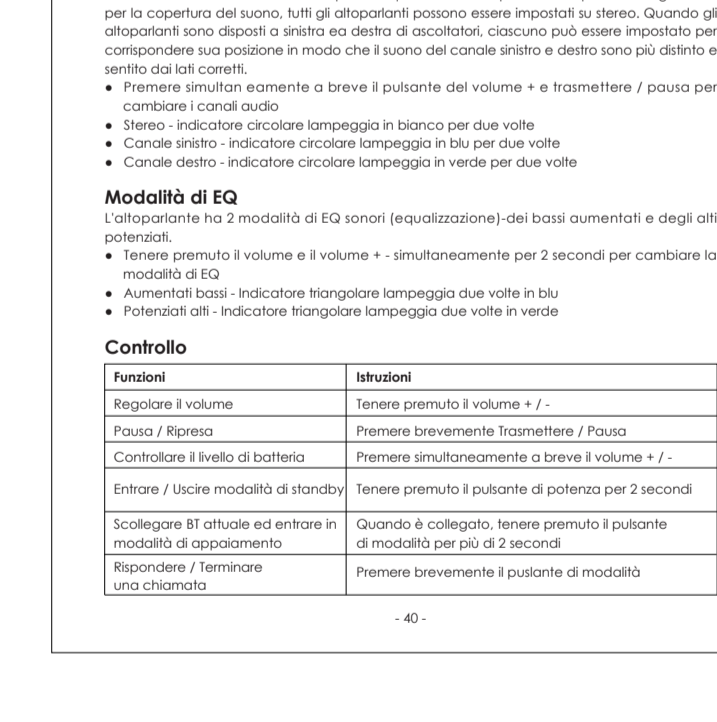 per la copertura del suono, tutti gli altoparlanti possono essere impostati su stereo. Quando gli
altoparlanti sono disposti a sinistra ea destra di ascoltatori, ciascuno può essere impostato per
corrispondere sua posizione in modo che il suono del canale sinistro e destro sono più distinto e
sentito dai lati corretti.
● Premere simultan eamente a breve il pulsante del volume + e trasmettere / pausa per
cambiare i canali audio
● Stereo - indicatore circolare lampeggia in bianco per due volte
● Canale sinistro - indicatore circolare lampeggia in blu per due volte
● Canale destro - indicatore circolare lampeggia in verde per due volte
Modalità di EQ
L'altoparlante ha 2 modalità di EQ sonori (equalizzazione)-dei bassi aumentati e degli alti
potenziati.
● Tenere premuto il volume e il volume + - simultaneamente per 2 secondi per cambiare la
modalità di EQ
● Aumentati bassi - Indicatore triangolare lampeggia due volte in blu
● Potenziati alti - Indicatore triangolare lampeggia due volte in verde
Controllo
Funzioni Istruzioni
Regolare il volume Tenere premuto il volume + / -
Pausa / Ripresa Premere brevemente Trasmettere / Pausa
Controllare il livello di batteria Premere simultaneamente a breve il volume + / -
Entrare / Uscire modalità di standby Tenere premuto il pulsante di potenza per 2 secondi
Scollegare BT attuale ed entrare in
modalità di appaiamento
Quando è collegato, tenere premuto il pulsante
di modalità per più di 2 secondi
Rispondere / Terminare
una chiamata
Premere brevemente il puslante di modalità
- 40 -